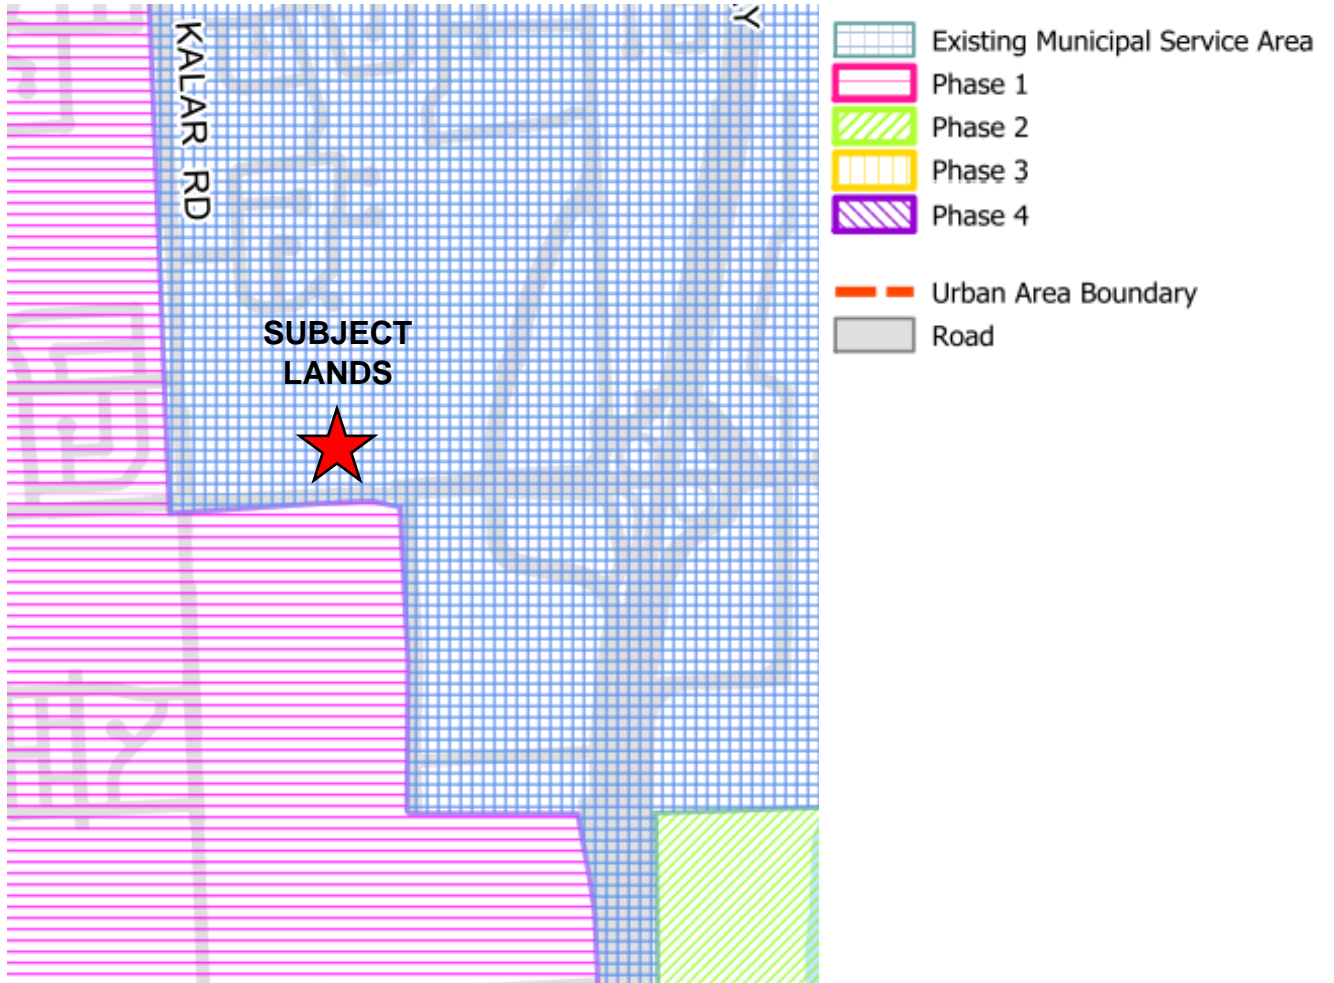 KALAR RD
Y
SUBJECT
LANDS
Existing Municipal Service Area
Phase 1
Phase 2
Phase 3
Phase 4
Urban Area Boundary
Road